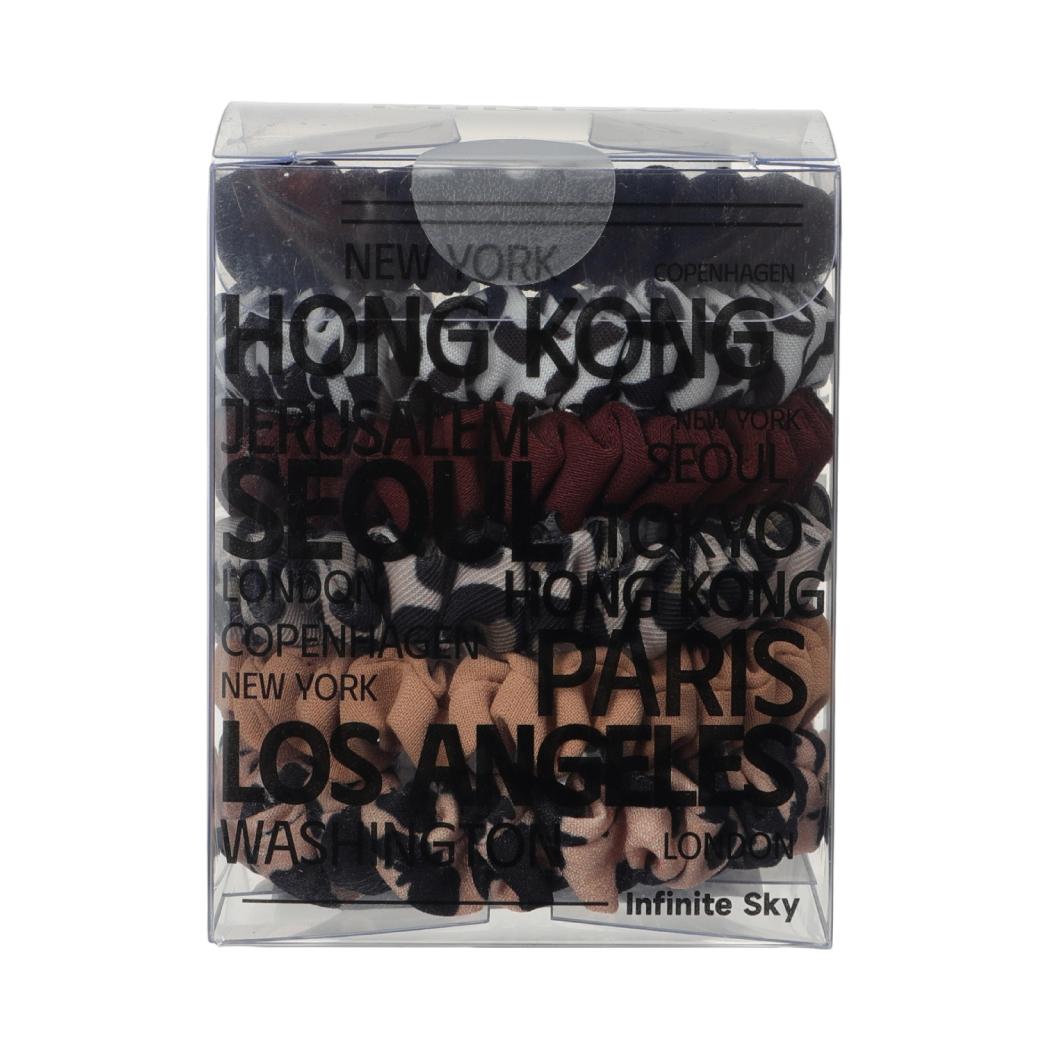 NEW YORK COPENHAGEN
HONG KONG
JERUSALEM NEW YORK
SEOUL SEOUL
TOKYO
LONDON HONG KONG
COPENHAGEN PARIS
NEW YORK
LOS ANGELES
WASHINGTON LONDON
Infinite Sky